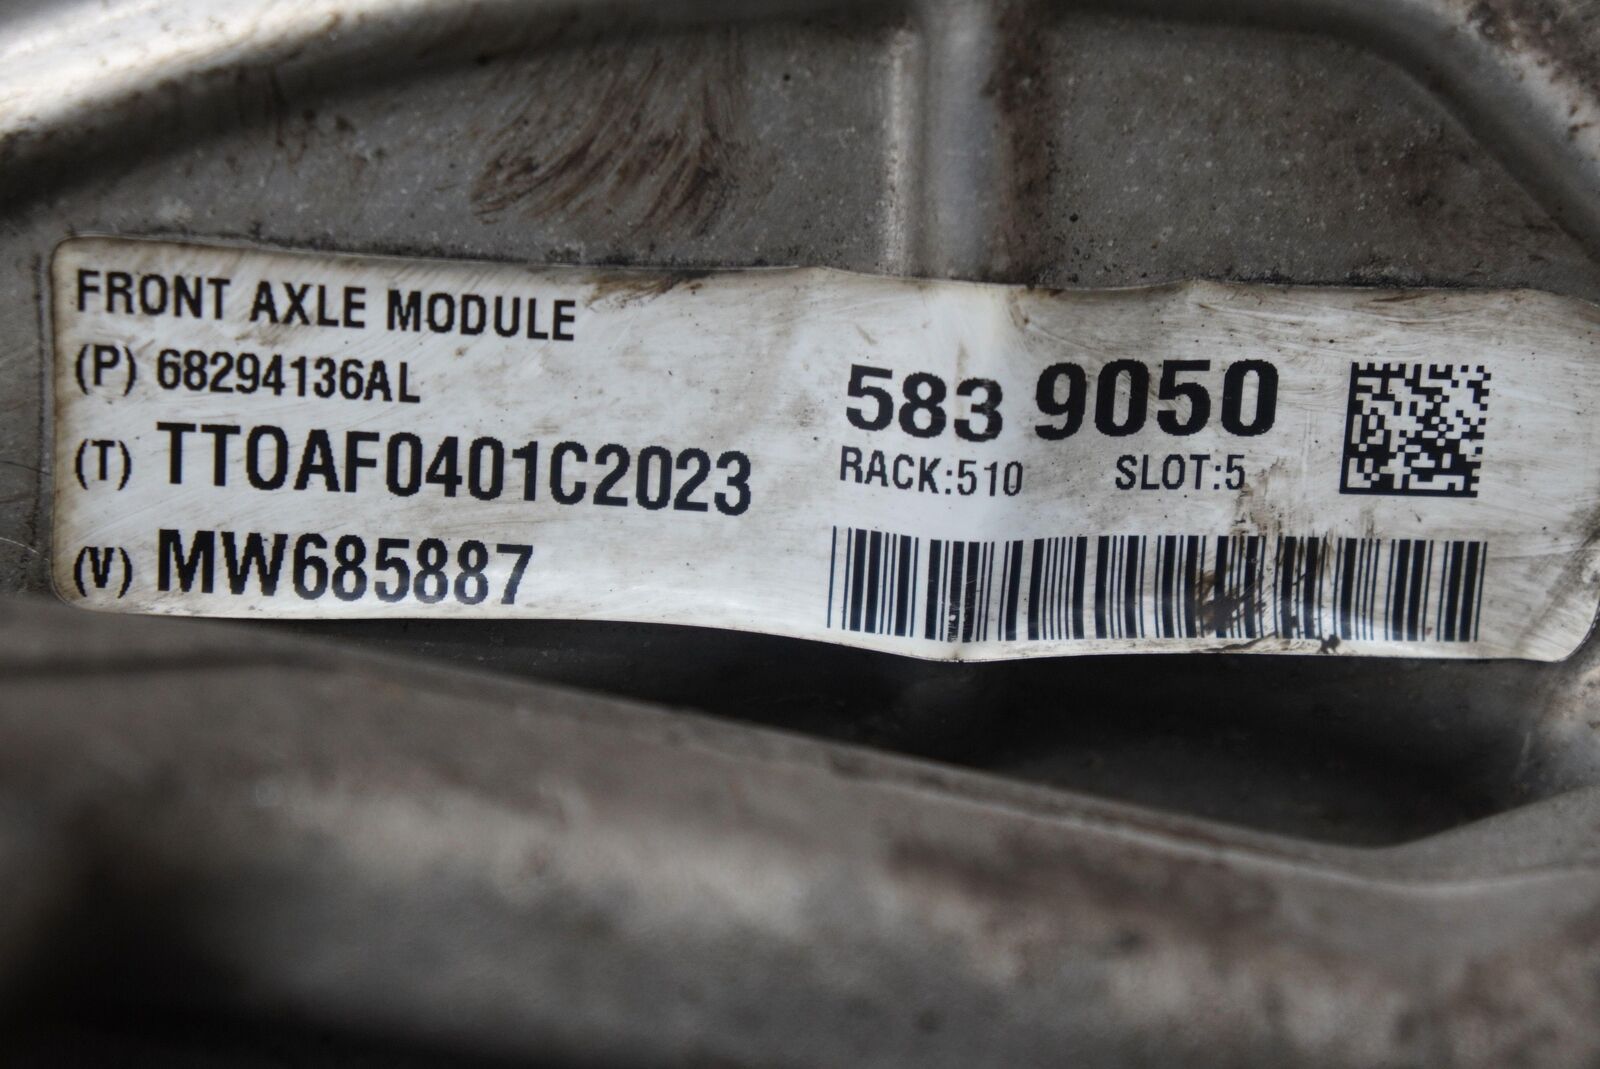 FRONT AXLE MODULE
(P) 68294136AL
(T) TTOAF0401C2023
(V) MW685887
583 9050
RACK:510 SLOT:5